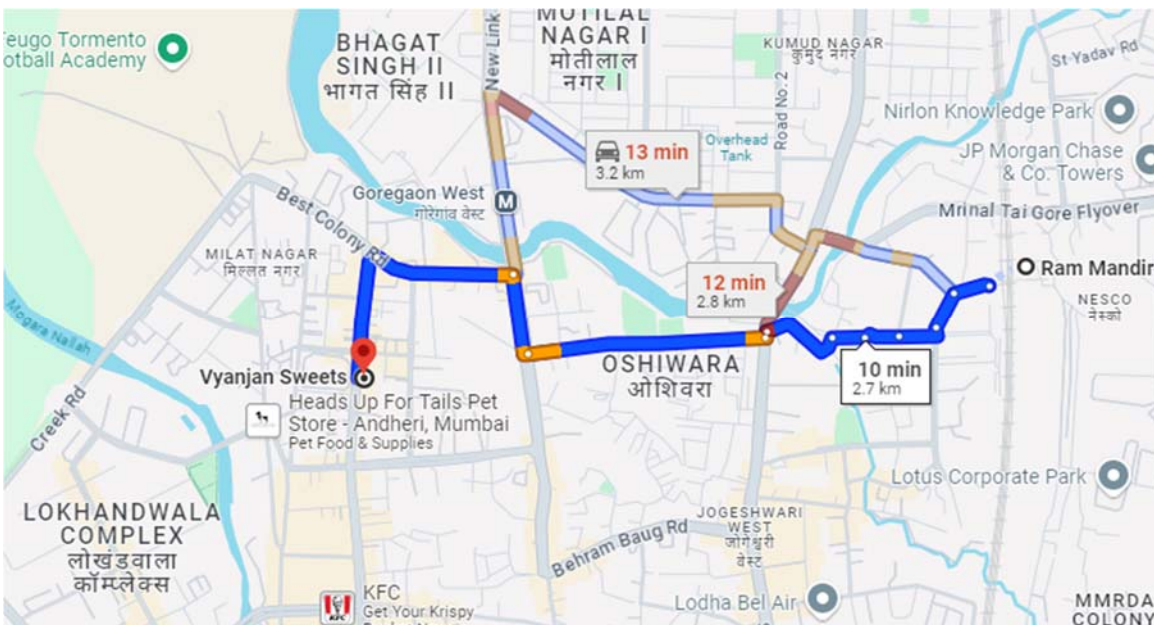 Feugo Tormento
Football Academy
BHAGAT
SINGH II
भागत सिंह II
New Link
MOTILAL
NAGAR I
मोतीलाल
नगर I
KUMUD NAGAR
कुमुद नगर
Road No. 2
St Yadav Rd
Nirlon Knowledge Park
Overhead
Tank
JP Morgan Chase
& Co. Towers
13 min
3.2 km
Goregaon West
गोरेगांव वेस्ट
M
Mrinal Tai Gore Flyover
Best Colony Rd
MILAT NAGAR
मिल्लत नगर
12 min
2.8 km
Ram Mandir
NESCO
नेस्को
Mogara Nallah
OSHIWARA
ओशिवरा
10 min
2.7 km
Vyanjan Sweets
Heads Up For Tails Pet
Store - Andheri, Mumbai
Pet Food & Supplies
Creek Rd
Lotus Corporate Park
LOKHANDWALA
COMPLEX
लोखंडवाला
कॉम्प्लेक्स
JOGESHWARI
WEST
जोगेश्वरी
वेस्ट
Behram Baug Rd
KFC
Get Your Krispy
Lodha Bel Air
MMRDA
COLONY